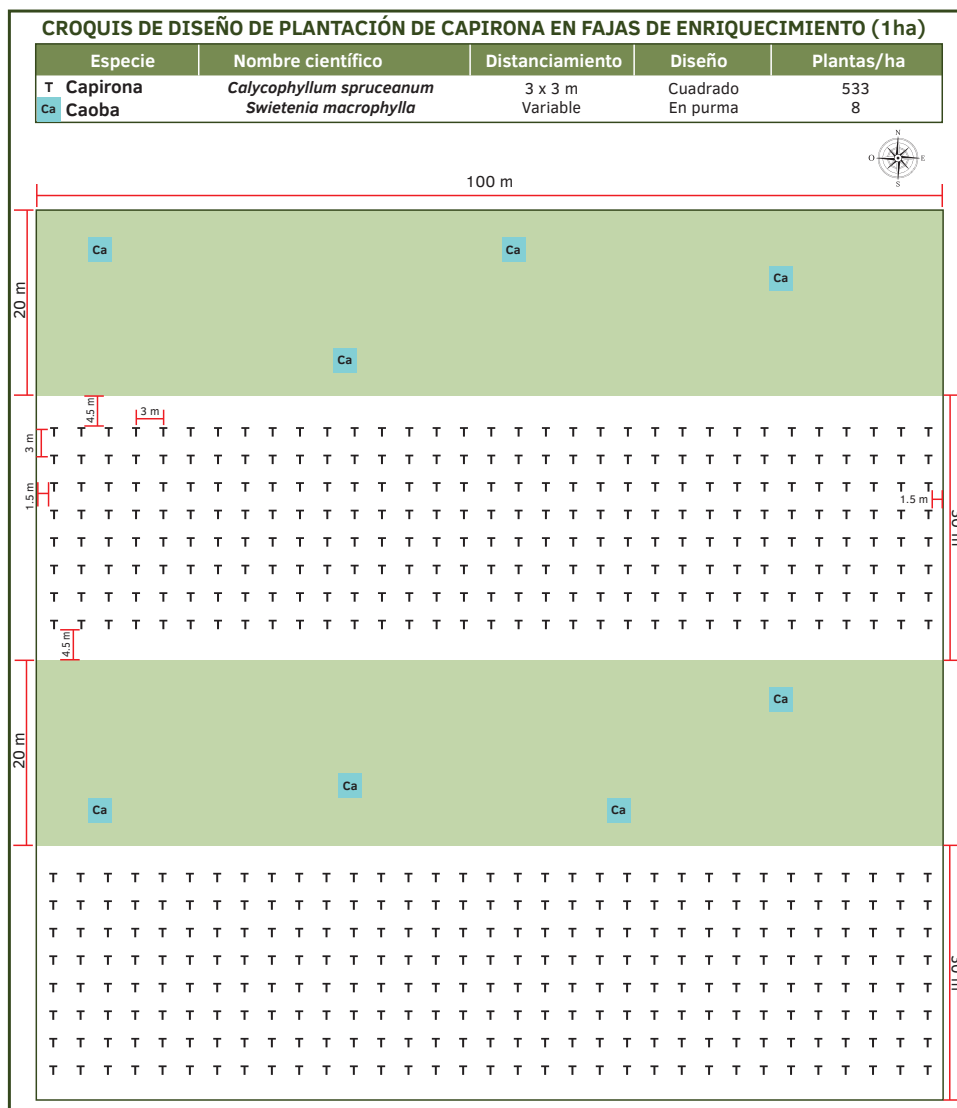 CROQUIS DE DISEÑO DE PLANTACIÓN DE CAPIRONA EN FAJAS DE ENRIQUECIMIENTO (1ha)
Especie Nombre científico Distanciamiento Diseño Plantas/ha
T Capirona Calycophyllum spruceanum 3 x 3 m Cuadrado 533
Ca Caoba Swietenia macrophylla Variable En purma 8
N
O E
S
100 m
20 m
Ca Ca
Ca
Ca
4.5 m 3 m
3 m
T T T T T T T T T T T T T T T T T T T T T T T T T T T T T T T T T
T T T T T T T T T T T T T T T T T T T T T T T T T T T T T T T T T
T T T T T T T T T T T T T T T T T T T T T T T T T T T T T T T T T
1.5 m 1.5 m
T T T T T T T T T T T T T T T T T T T T T T T T T T T T T T T T T
T T T T T T T T T T T T T T T T T T T T T T T T T T T T T T T T T
T T T T T T T T T T T T T T T T T T T T T T T T T T T T T T T T T
T T T T T T T T T T T T T T T T T T T T T T T T T T T T T T T T T
4.5 m
20 m
Ca
Ca
Ca Ca
T T T T T T T T T T T T T T T T T T T T T T T T T T T T T T T T T
T T T T T T T T T T T T T T T T T T T T T T T T T T T T T T T T T
T T T T T T T T T T T T T T T T T T T T T T T T T T T T T T T T T
T T T T T T T T T T T T T T T T T T T T T T T T T T T T T T T T T
T T T T T T T T T T T T T T T T T T T T T T T T T T T T T T T T T
T T T T T T T T T T T T T T T T T T T T T T T T T T T T T T T T T
T T T T T T T T T T T T T T T T T T T T T T T T T T T T T T T T T